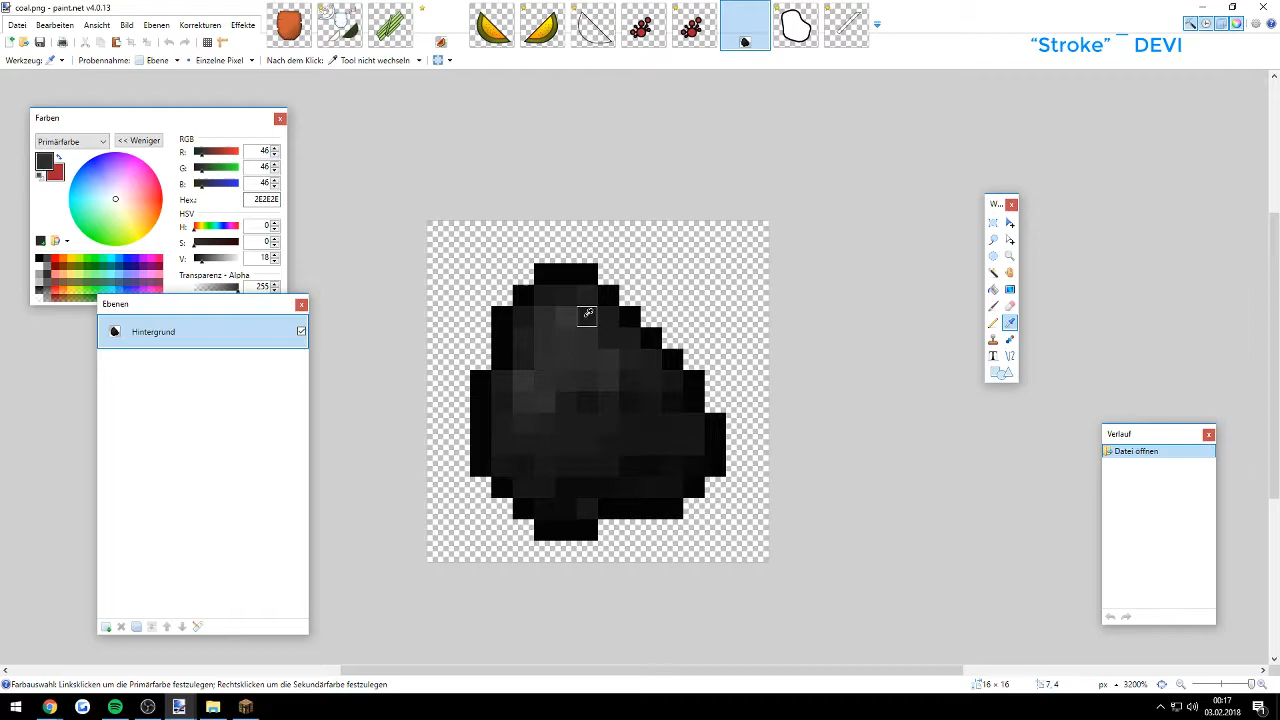 coal.png - paint.net v4.0.13
Datei Bearbeiten Ansicht Bild Ebenen Korrekturen Effekte
“Stroke” ¯ DEVI
Werkzeug: Probennahme: Ebene Einzelne Pixel Nach dem Klick: Tool nicht wechseln
Farben
Primärfarbe << Weniger
RGB
R: 46
G: 46
B: 46
Hex: 2E2E2E
HSV
H: 0
S: 0
V: 18
Transparenz - Alpha
255
Ebenen
Hintergrund
W...
Verlauf
Datei öffnen
Farbauswahl: Linksklicken um die Primärfarbe festzulegen; Rechtsklicken um die Sekundärfarbe festlegen
16 × 16 7, 4 px 3200%
00:17
03.02.2018